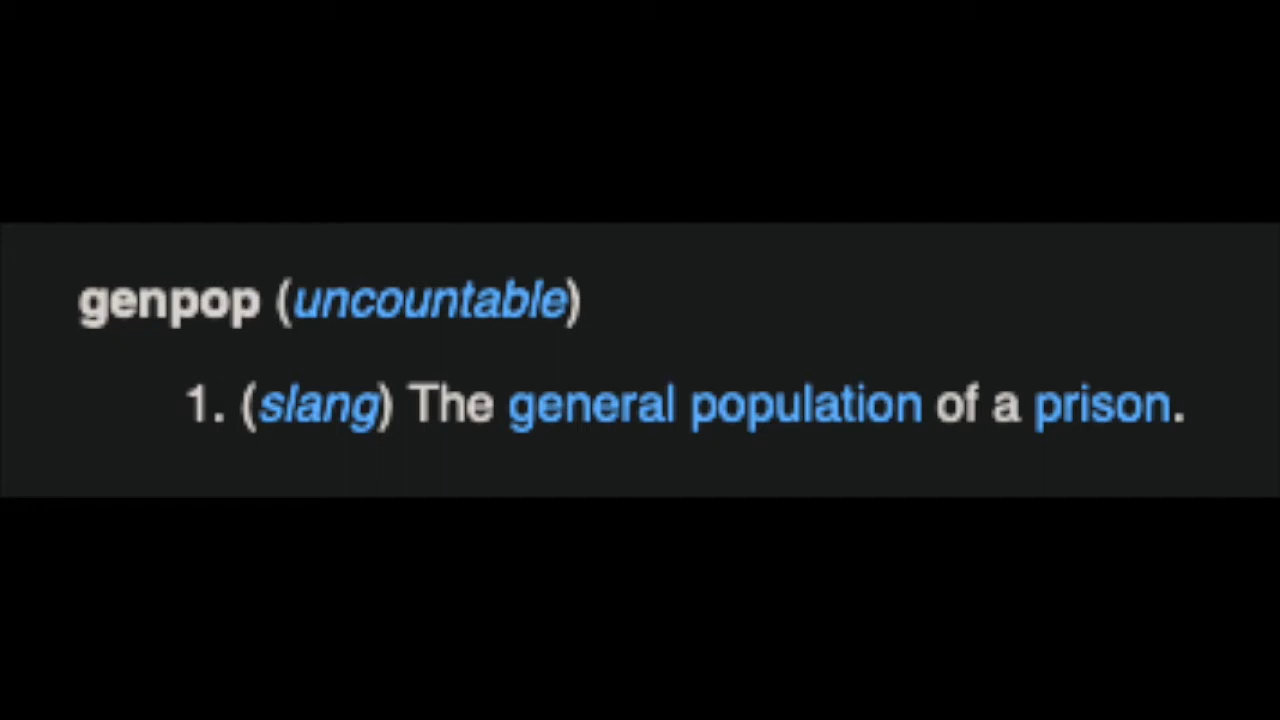 genpop (uncountable)
1. (slang) The general population of a prison.